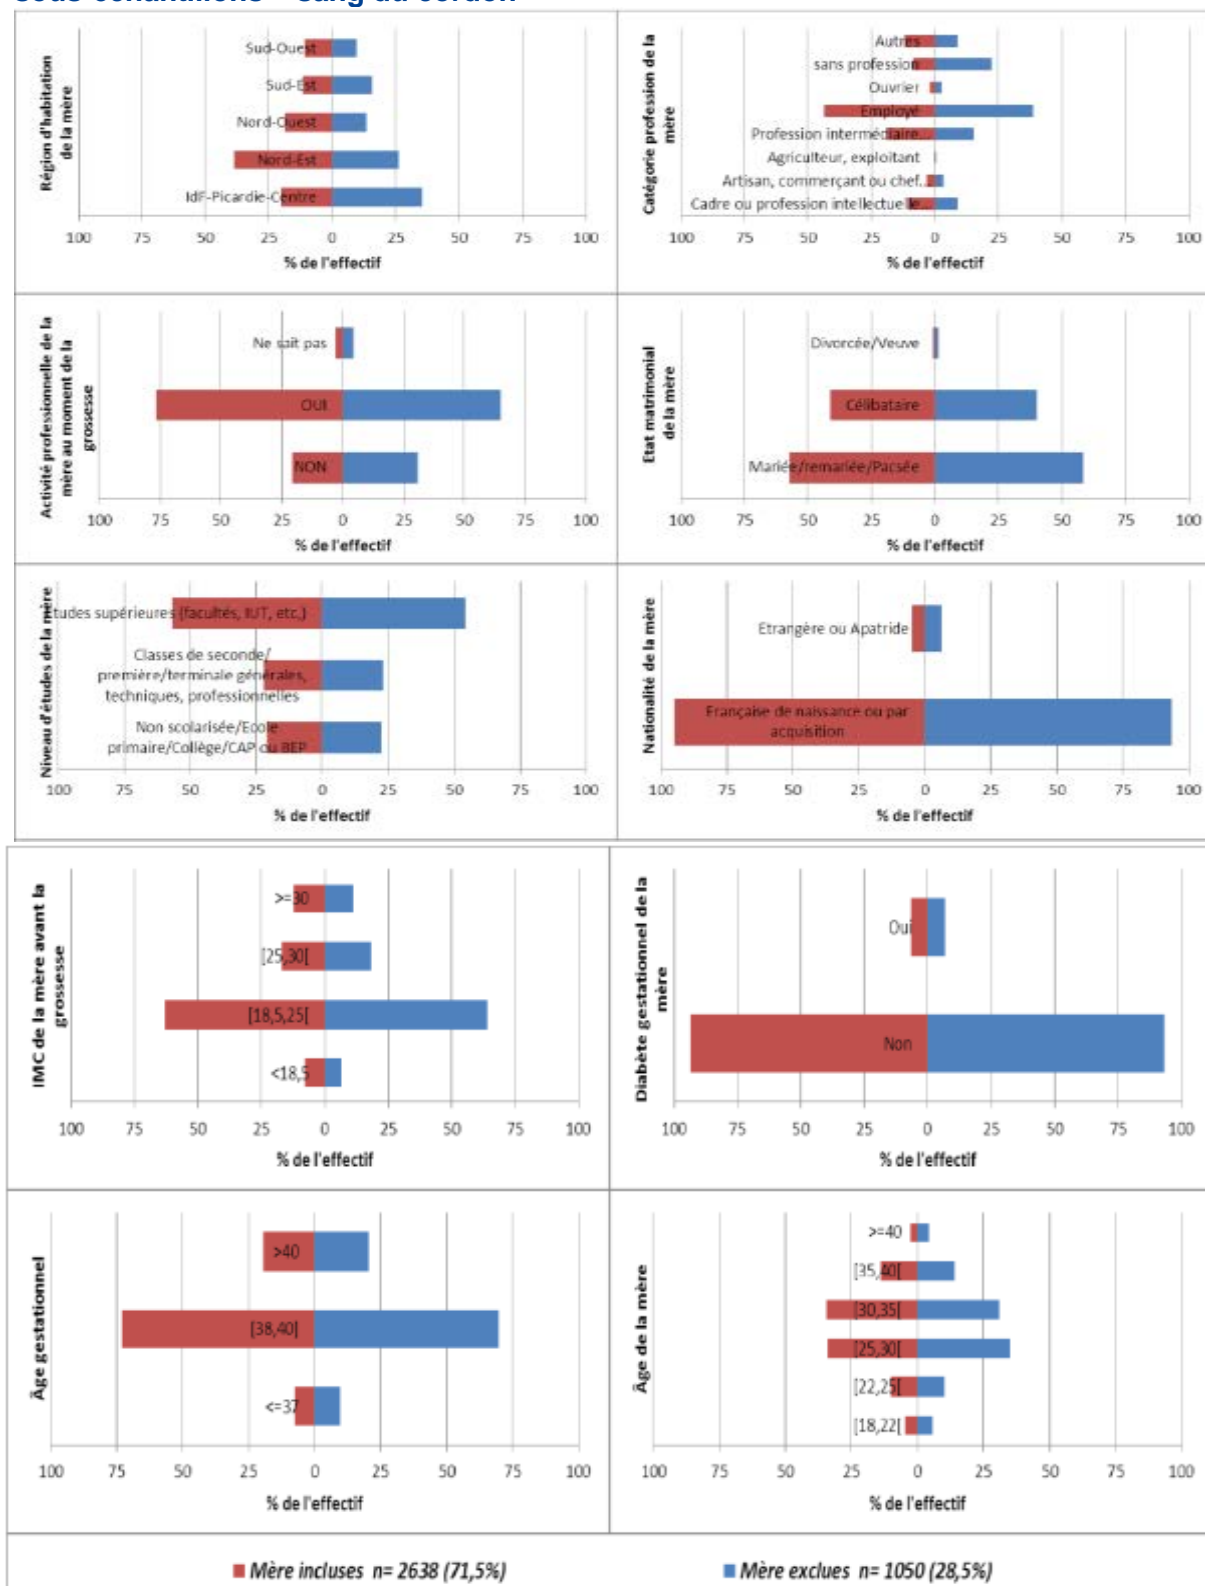 sous-échantillons – sang du cordon
Région d'habitation
de la mère
Sud-Ouest
Sud-Est
Nord-Ouest
Nord-Est
IdF-Picardie-Centre
100 75 50 25 0 25 50 75 100
% de l'effectif
Catégorie profession de la
mère
Autres
sans profession
Ouvrier
Employé
Profession intermédiaire...
Agriculteur, exploitant
Artisan, commerçant ou chef...
Cadre ou profession intellectuelle...
100 75 50 25 0 25 50 75 100
% de l'effectif
Activité professionnelle de la
mère au moment de la
grossesse
Ne sait pas
OUI
NON
100 75 50 25 0 25 50 75 100
% de l'effectif
Etat matrimonial
de la mère
Divorcée/Veuve
Célibataire
Mariée/remariée/Pacsée
100 75 50 25 0 25 50 75 100
% de l'effectif
Niveau d'études de la mère
Etudes supérieures (facultés, IUT, etc,)
Classes de seconde/
première/terminale générales,
techniques, professionnelles
Non scolarisée/Ecole
primaire/Collège/CAP ou BEP
100 75 50 25 0 25 50 75 100
% de l'effectif
Nationalité de la mère
Etrangère ou Apatride
Française de naissance ou par
acquisition
100 75 50 25 0 25 50 75 100
% de l'effectif
IMC de la mère avant la
grossesse
>=30
[25,30[
[18,5,25[
<18,5
100 75 50 25 0 25 50 75 100
% de l'effectif
Diabète gestationnel de la
mère
Oui
Non
100 75 50 25 0 25 50 75 100
% de l'effectif
Âge gestationnel
>40
[38,40]
<=37
100 75 50 25 0 25 50 75 100
% de l'effectif
Âge de la mère
>=40
[35,40[
[30,35[
[25,30[
[22,25[
[18,22[
100 75 50 25 0 25 50 75 100
% de l'effectif
Mère incluses n= 2638 (71,5%)
Mère exclues n= 1050 (28,5%)